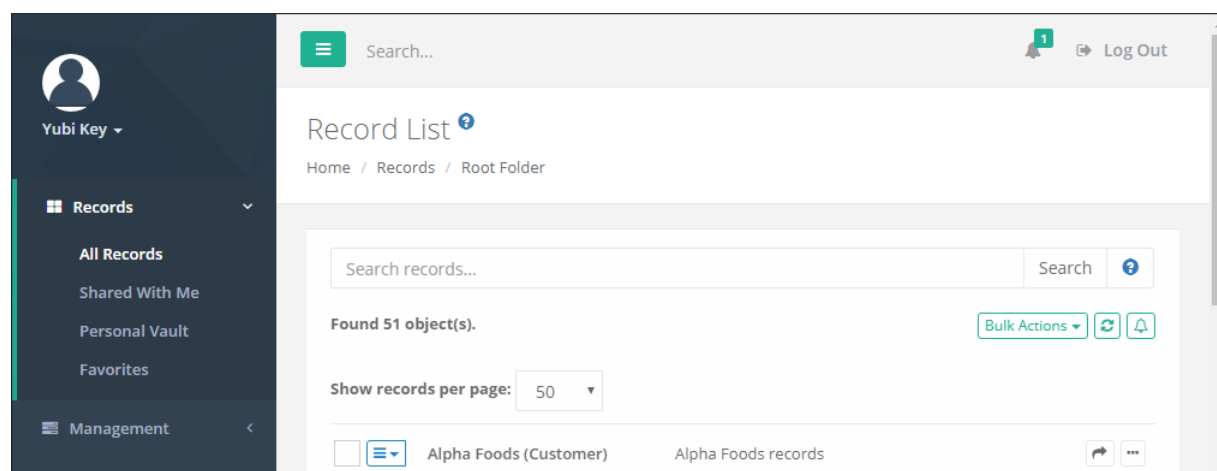 Search...
1
Log Out
Yubi Key
Record List
Home / Records / Root Folder
Records
All Records
Shared With Me
Personal Vault
Favorites
Management
Search records...
Search
Found 51 object(s).
Bulk Actions
Show records per page: 50
Alpha Foods (Customer) Alpha Foods records